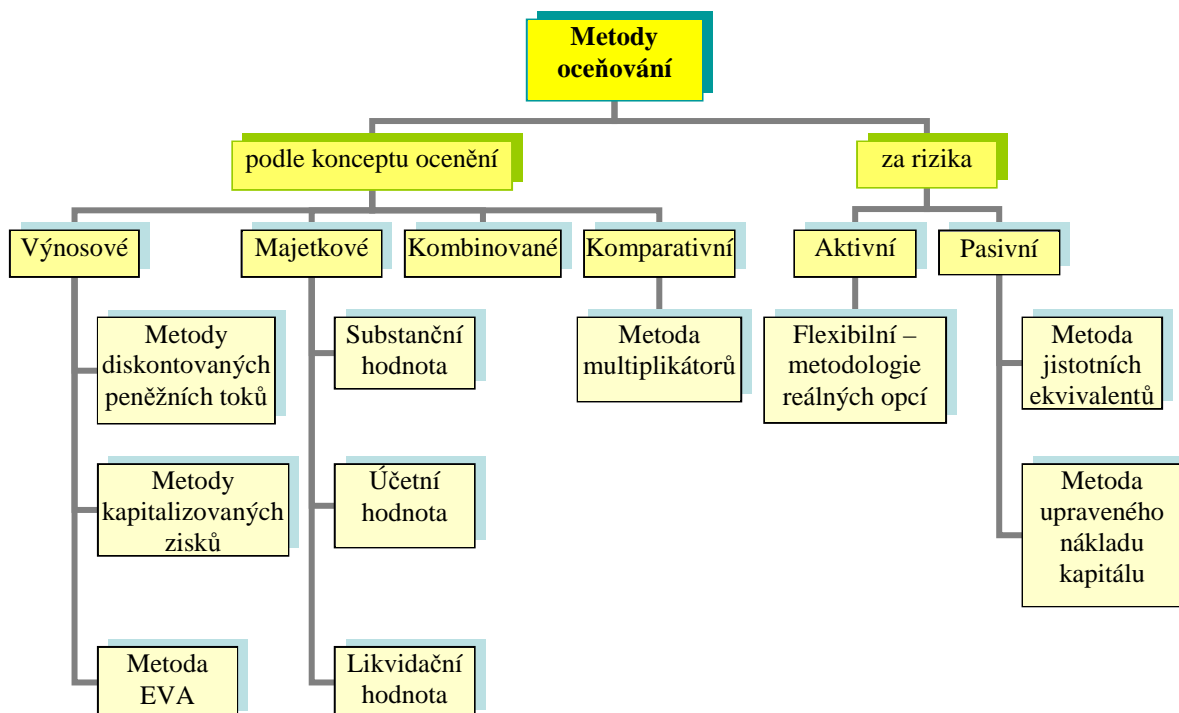 Metody
oceňování
podle konceptu ocenění
za rizika
Výnosové
Majetkové
Kombinované
Komparativní
Aktivní
Pasivní
Metody
diskontovaných
peněžních toků
Substanční
hodnota
Metoda
multiplikátorů
Flexibilní –
metodologie
reálných opcí
Metoda
jistotních
ekvivalentů
Metody
kapitalizovaných
zisků
Účetní
hodnota
Metoda
upraveného
nákladu
kapitálu
Metoda
EVA
Likvidační
hodnota